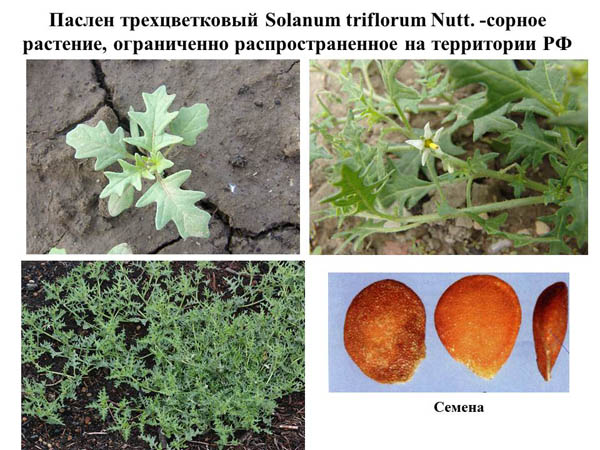 Паслен трехцветковый Solanum triflorum Nutt. -сорное
растение, ограниченно распространенное на территории РФ
Семена